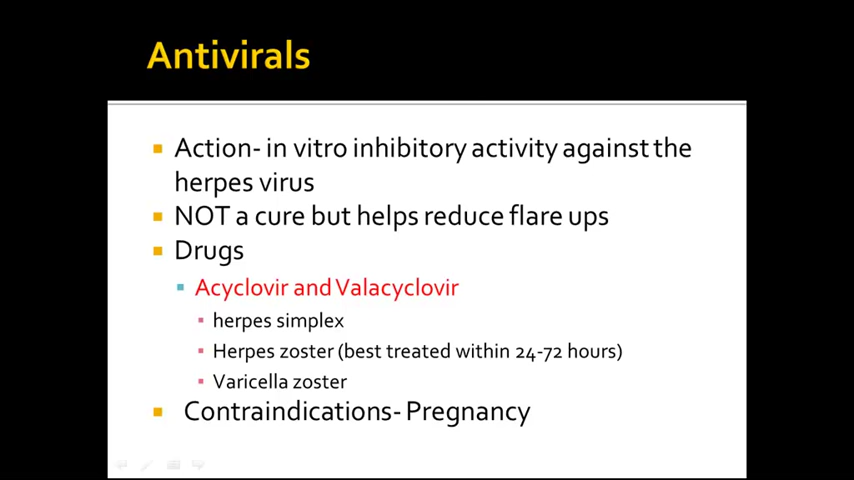 Antivirals
Action- in vitro inhibitory activity against the
herpes virus
NOT a cure but helps reduce flare ups
Drugs
Acyclovir and Valacyclovir
herpes simplex
Herpes zoster (best treated within 24-72 hours)
Varicella zoster
Contraindications- Pregnancy